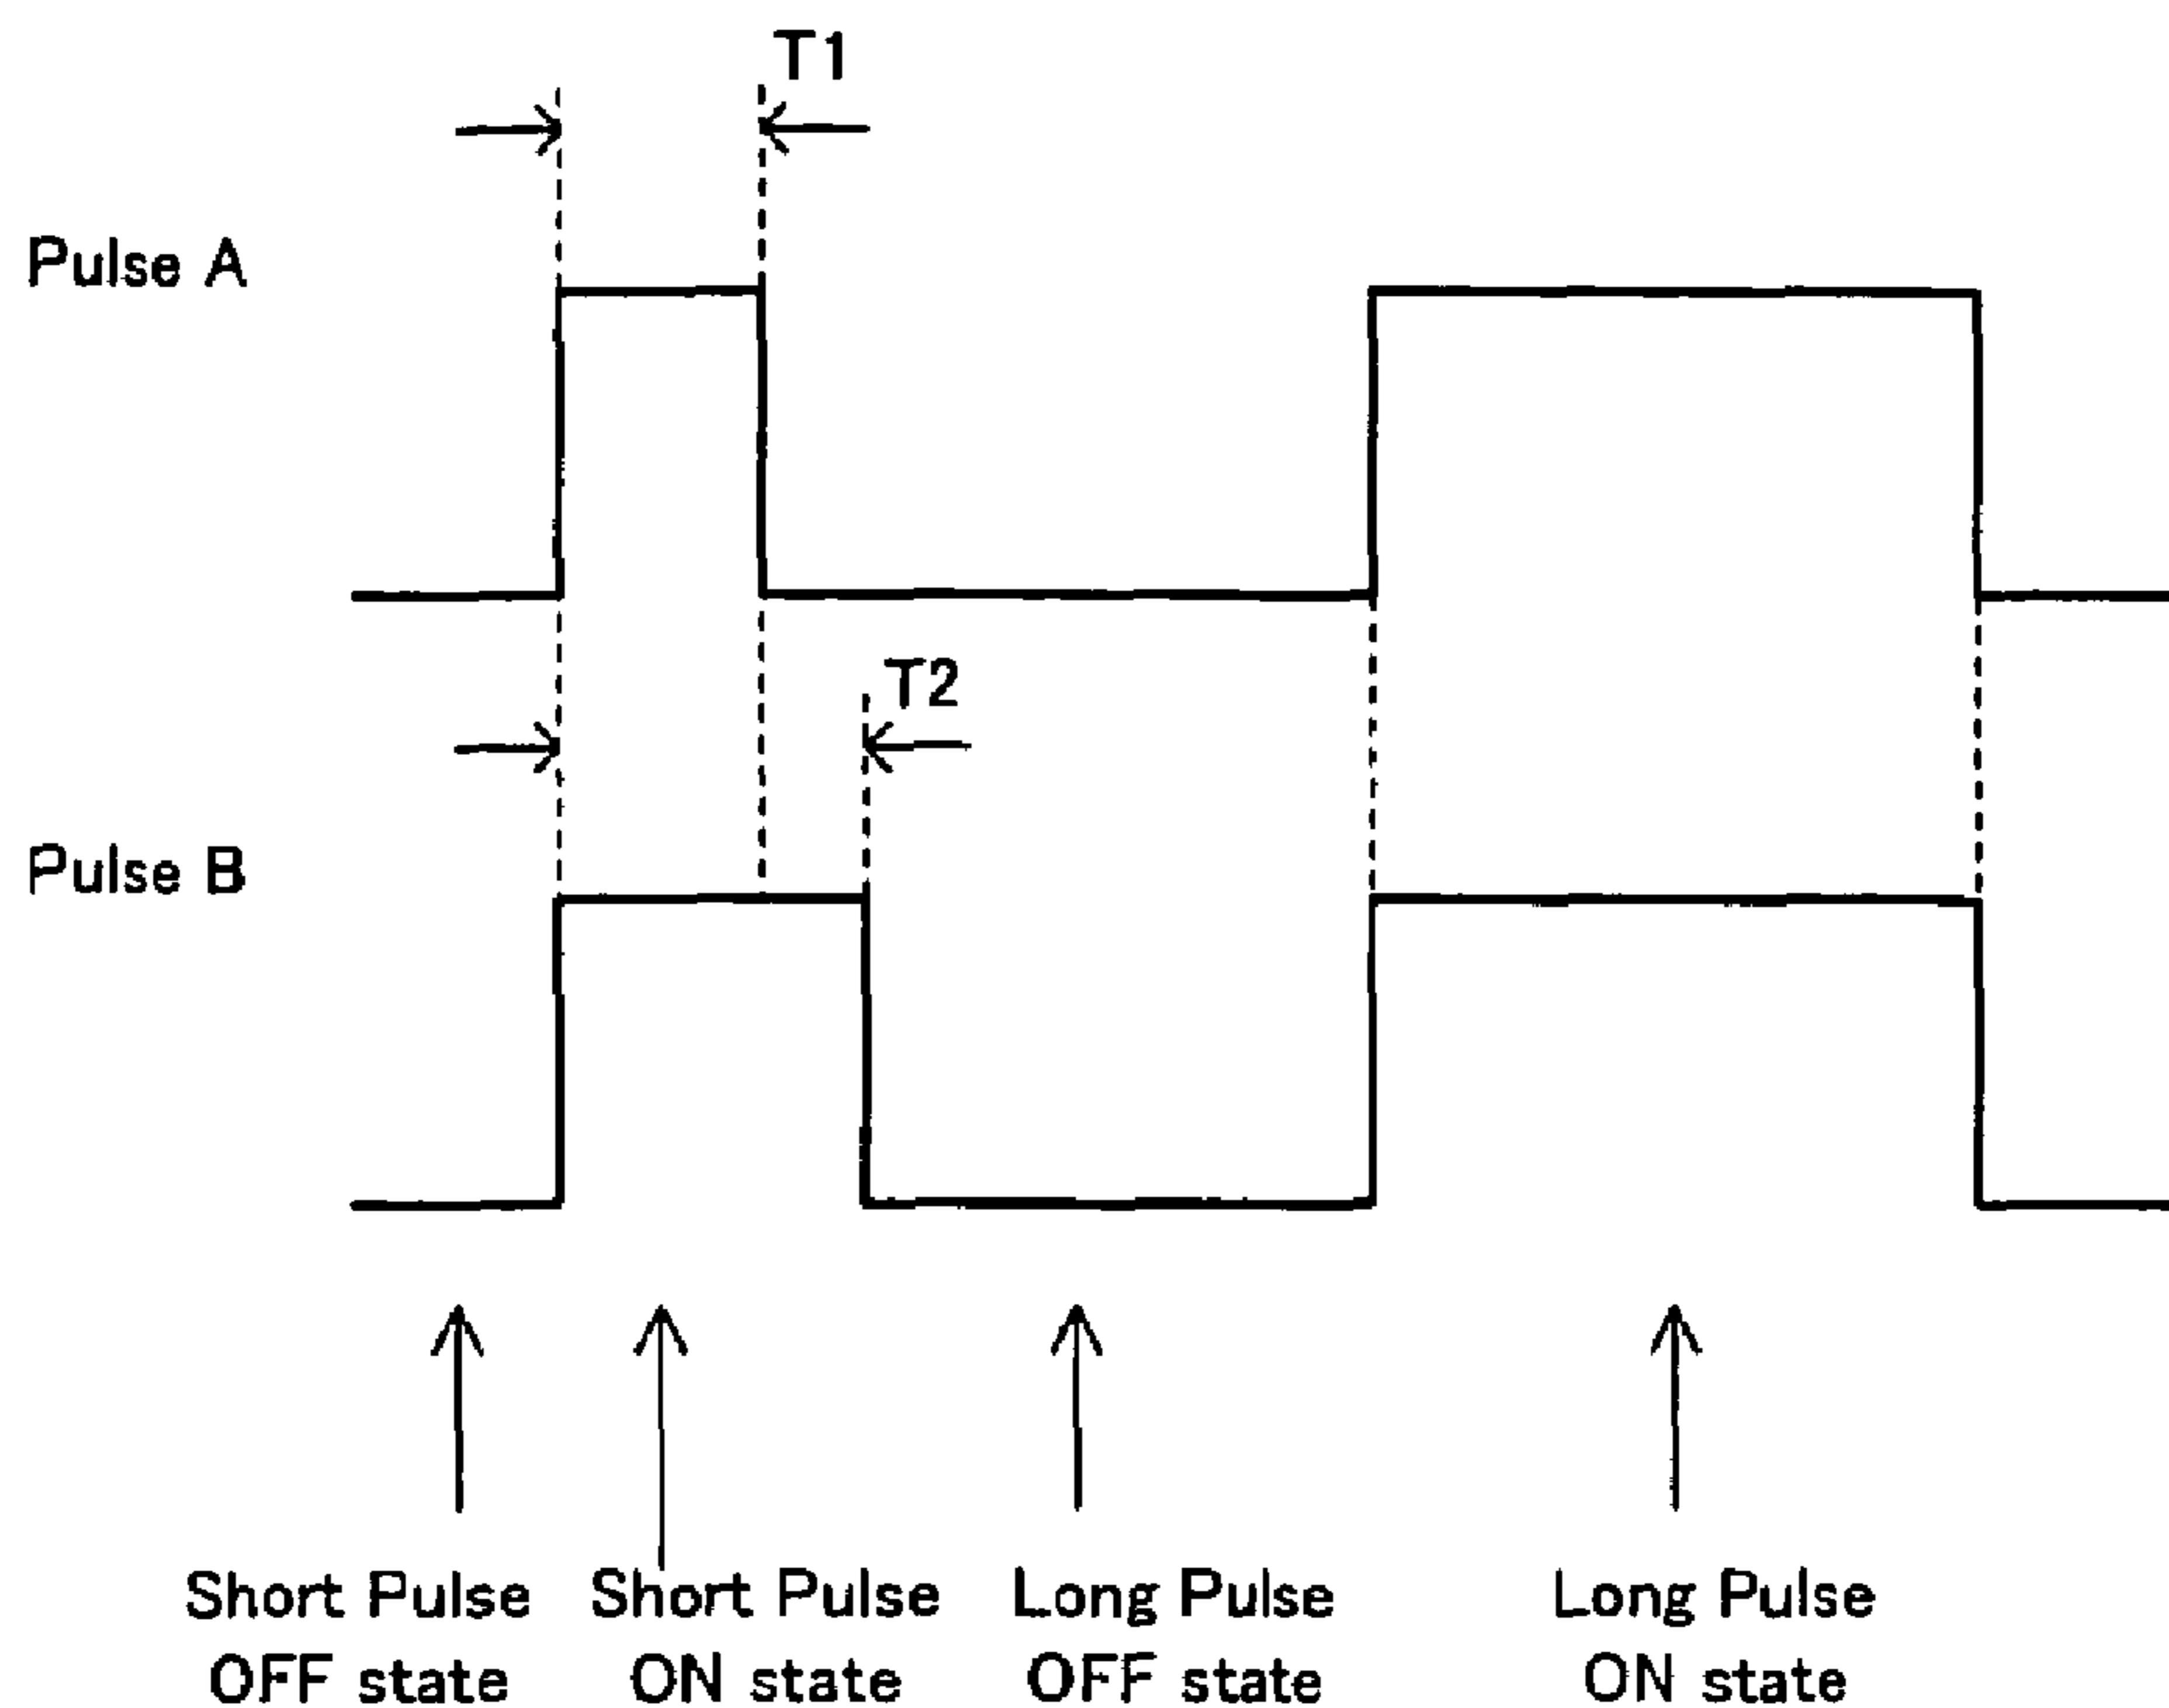 T1
Pulse A
T2
Pulse B
Short Pulse
OFF state
Short Pulse
ON state
Long Pulse
OFF state
Long Pulse
ON state